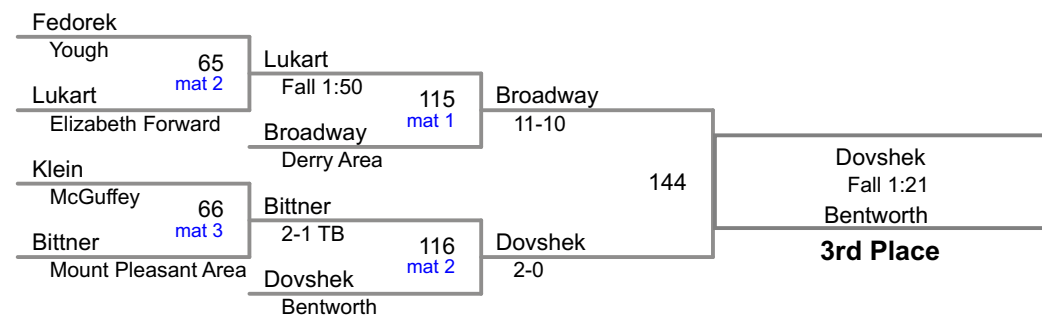 Fedorek
Yough
65
mat 2
Lukart
Elizabeth Forward
Lukart
Fall 1:50
115
mat 1
Broadway
Derry Area
Broadway
11-10
Klein
McGuffey
66
mat 3
Bittner
Mount Pleasant Area
Bittner
2-1 TB
116
mat 2
Dovshek
Bentworth
Dovshek
2-0
144
Dovshek
Fall 1:21
Bentworth
3rd Place